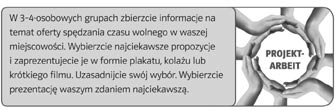 W 3-4-osobowych grupach zbierzcie informacje na
temat oferty spędzania czasu wolnego w waszej
miejscowości. Wybierzcie najciekawsze propozycje
i zaprezentujcie je w formie plakatu, kolażu lub
krótkiego filmu. Uzasadnijcie swój wybór. Wybierzcie
prezentację waszym zdaniem najciekawszą.
PROJEKT-
ARBEIT